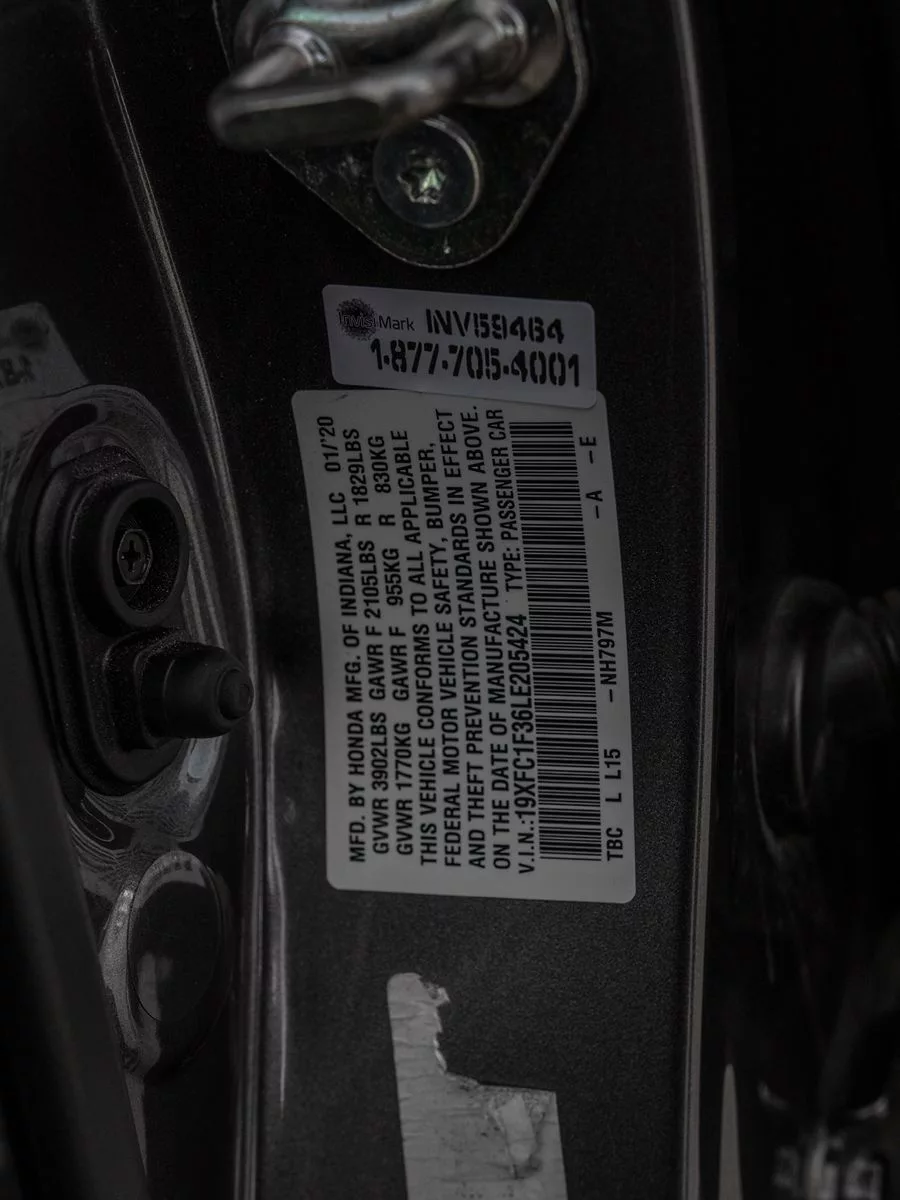 InvisiMark INV59464
1-877-705-4001
MFD. BY HONDA MFG. OF INDIANA, LLC 01/'20
GVWR 3902LBS GAWR F 2105LBS R 1829LBS
GVWR 1770KG GAWR F 955KG R 830KG
THIS VEHICLE CONFORMS TO ALL APPLICABLE
FEDERAL MOTOR VEHICLE SAFETY, BUMPER,
AND THEFT PREVENTION STANDARDS IN EFFECT
ON THE DATE OF MANUFACTURE SHOWN ABOVE.
V.I.N.:19XFC1F36LE205424 TYPE: PASSENGER CAR
TBC L L15 – NH797M – A – E